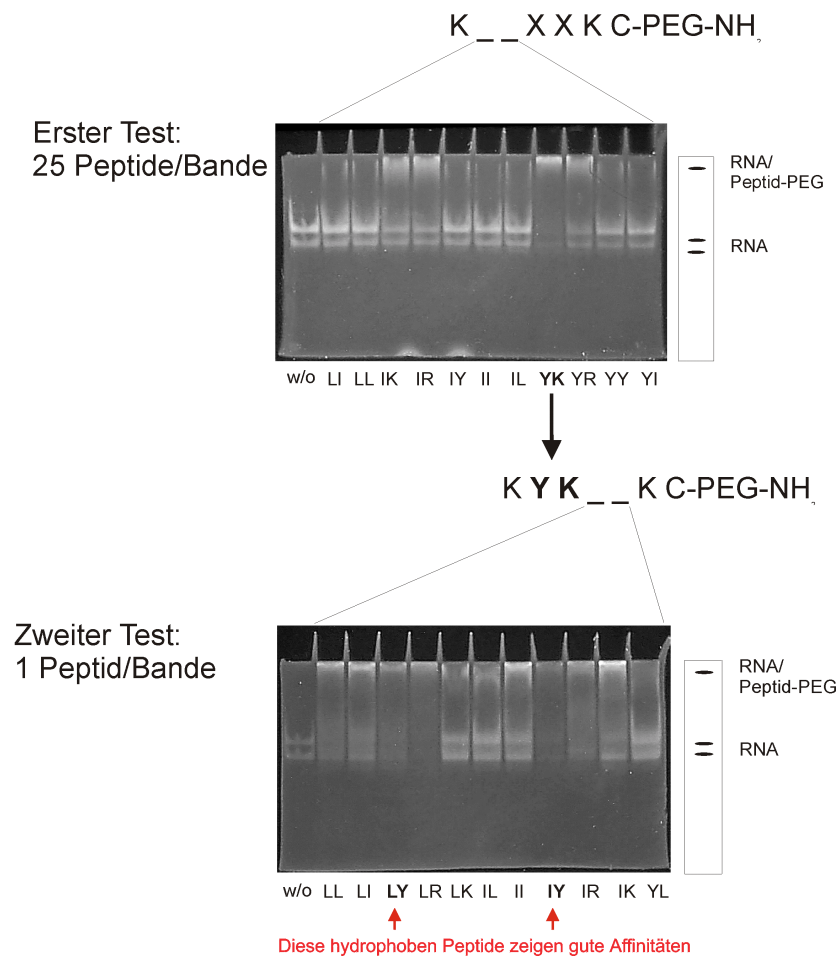 K _ _ X X K C-PEG-NH₂
Erster Test:
25 Peptide/Bande
RNA/
Peptid-PEG
RNA
w/o LI LL IK IR IY II IL YK YR YY YI
K Y K _ _ K C-PEG-NH₂
Zweiter Test:
1 Peptid/Bande
RNA/
Peptid-PEG
RNA
w/o LL LI LY LR LK IL II IY IR IK YL
Diese hydrophoben Peptide zeigen gute Affinitäten